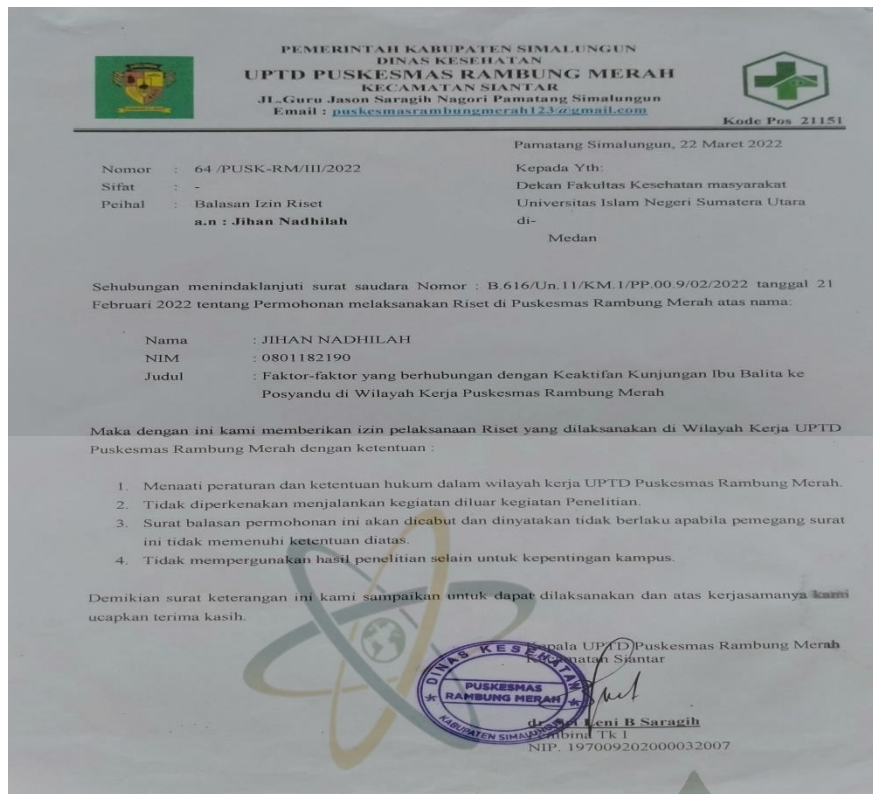 PEMERINTAH KABUPATEN SIMALUNGUN
DINAS KESEHATAN
UPTD PUSKESMAS RAMBUNG MERAH
KECAMATAN SIANTAR
JL.Guru Jason Saragih Nagori Pamatang Simalungun
Email : puskesmasrambungmerah123@gmail.com
Kode Pos 21151
Pamatang Simalungun, 22 Maret 2022
Nomor : 64 /PUSK-RM/III/2022
Sifat : -
Peihal : Balasan Izin Riset
a.n : Jihan Nadhilah
Kepada Yth:
Dekan Fakultas Kesehatan masyarakat
Universitas Islam Negeri Sumatera Utara
di-
Medan
Sehubungan menindaklanjuti surat saudara Nomor : B.616/Un.11/KM.1/PP.00.9/02/2022 tanggal 21
Februari 2022 tentang Permohonan melaksanakan Riset di Puskesmas Rambung Merah atas nama:
Nama : JIHAN NADHILAH
NIM : 0801182190
Judul : Faktor-faktor yang berhubungan dengan Keaktifan Kunjungan Ibu Balita ke
Posyandu di Wilayah Kerja Puskesmas Rambung Merah
Maka dengan ini kami memberikan izin pelaksanaan Riset yang dilaksanakan di Wilayah Kerja UPTD
Puskesmas Rambung Merah dengan ketentuan :
1. Menaati peraturan dan ketentuan hukum dalam wilayah kerja UPTD Puskesmas Rambung Merah.
2. Tidak diperkenakan menjalankan kegiatan diluar kegiatan Penelitian.
3. Surat balasan permohonan ini akan dicabut dan dinyatakan tidak berlaku apabila pemegang surat
ini tidak memenuhi ketentuan diatas.
4. Tidak mempergunakan hasil penelitian selain untuk kepentingan kampus.
Demikian surat keterangan ini kami sampaikan untuk dapat dilaksanakan dan atas kerjasamanya kami
ucapkan terima kasih.
Kepala UPTD Puskesmas Rambung Merah
Kecamatan Siantar
DINAS KESEHATAN
PUSKESMAS
RAMBUNG MERAH
KABUPATEN SIMALUNGUN
Leni B Saragih
Pembina Tk I
NIP. 197009202000032007